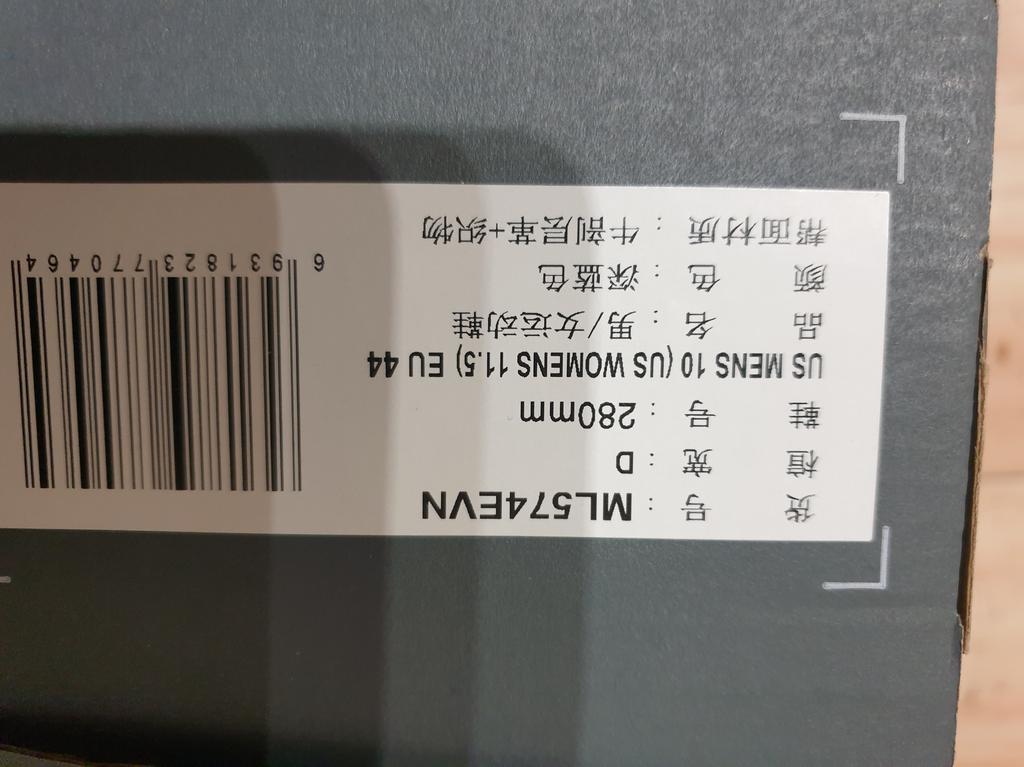 货号：ML574EVN
楦宽：D
鞋号：280mm
US MENS 10 (US WOMENS 11.5) EU 44
品名：男/女运动鞋
颜色：深蓝色
帮面材质：牛剖层革+织物
6 931823 770464